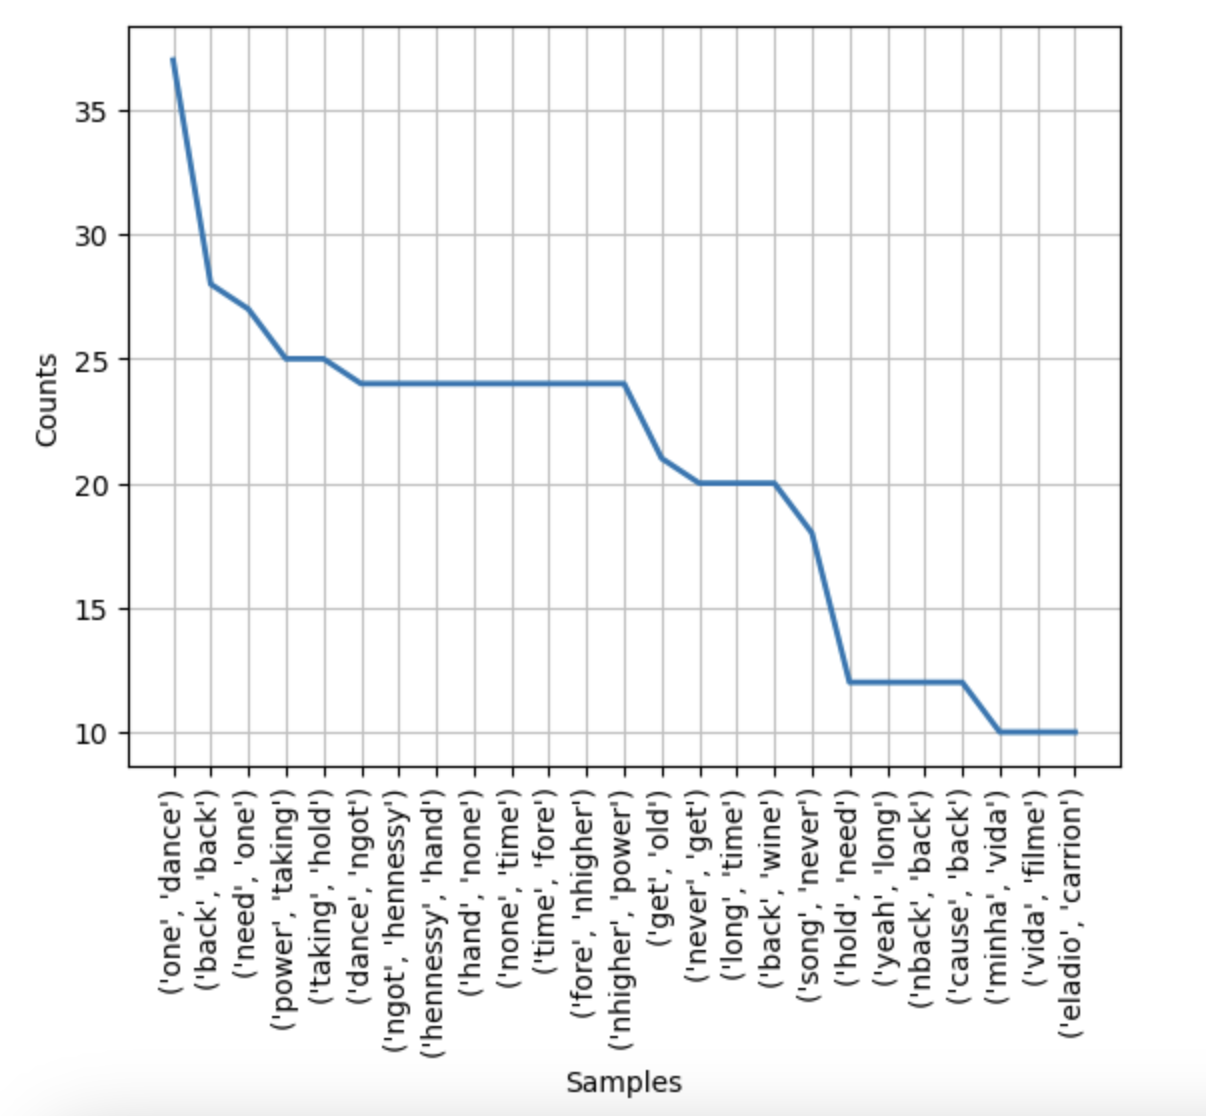 35
30
25
20
15
10
Counts
('one', 'dance')
('back', 'back')
('need', 'one')
('power', 'taking')
('taking', 'hold')
('dance', 'ngot')
('ngot', 'hennessy')
('hennessy', 'hand')
('hand', 'none')
('none', 'time')
('time', 'fore')
('fore', 'nhigher')
('nhigher', 'power')
('get', 'old')
('never', 'get')
('long', 'time')
('back', 'wine')
('song', 'never')
('hold', 'need')
('yeah', 'long')
('nback', 'back')
('cause', 'back')
('minha', 'vida')
('vida', 'filme')
('eladio', 'carrion')
Samples